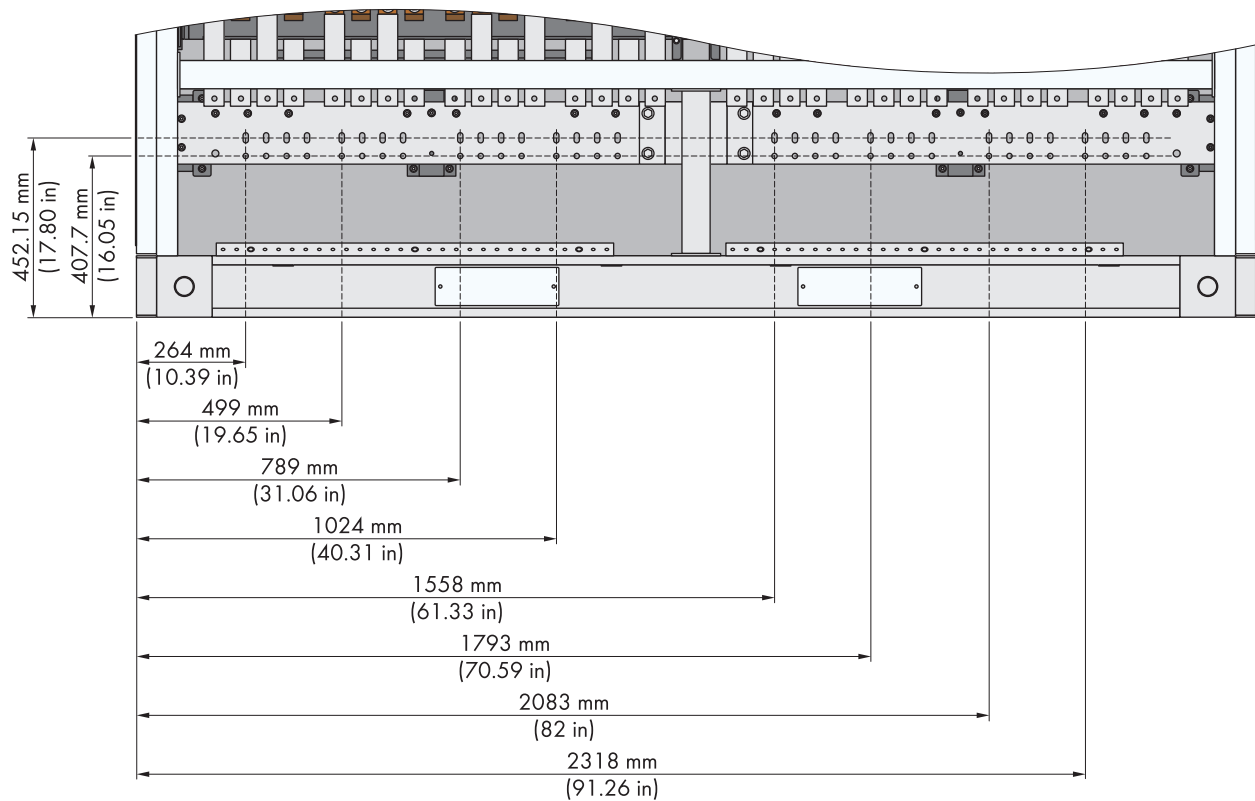 452.15 mm
(17.80 in)
407.7 mm
(16.05 in)
264 mm
(10.39 in)
499 mm
(19.65 in)
789 mm
(31.06 in)
1024 mm
(40.31 in)
1558 mm
(61.33 in)
1793 mm
(70.59 in)
2083 mm
(82 in)
2318 mm
(91.26 in)